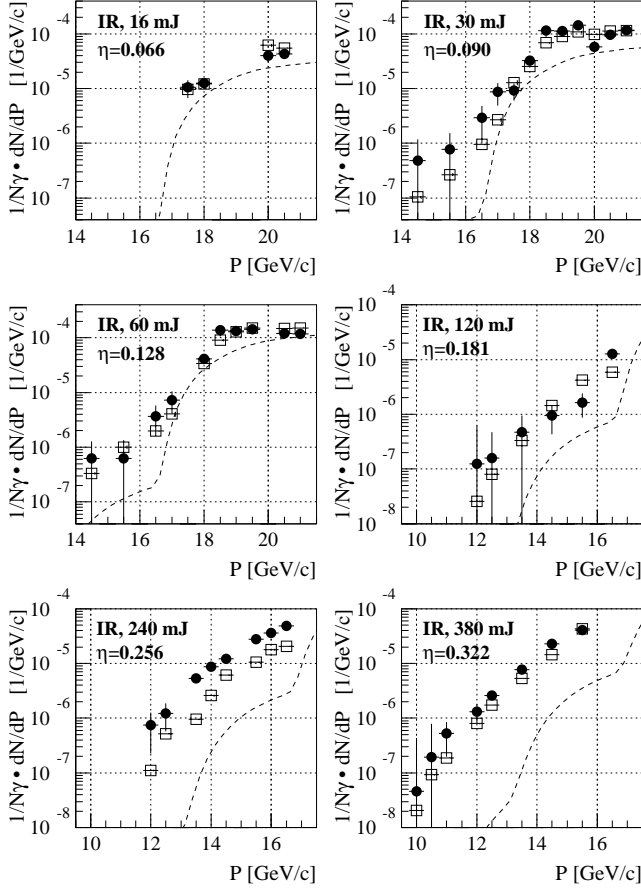 1/Nγ • dN/dP [1/GeV/c]
10⁻⁴
10⁻⁵
10⁻⁶
10⁻⁷
IR, 16 mJ
η=0.066
14 16 18 20
P [GeV/c]
1/Nγ • dN/dP [1/GeV/c]
10⁻⁴
10⁻⁵
10⁻⁶
10⁻⁷
IR, 30 mJ
η=0.090
14 16 18 20
P [GeV/c]
1/Nγ • dN/dP [1/GeV/c]
10⁻⁴
10⁻⁵
10⁻⁶
10⁻⁷
IR, 60 mJ
η=0.128
14 16 18 20
P [GeV/c]
1/Nγ • dN/dP [1/GeV/c]
10⁻⁴
10⁻⁵
10⁻⁶
10⁻⁷
10⁻⁸
IR, 120 mJ
η=0.181
10 12 14 16
P [GeV/c]
1/Nγ • dN/dP [1/GeV/c]
10⁻⁴
10⁻⁵
10⁻⁶
10⁻⁷
10⁻⁸
IR, 240 mJ
η=0.256
10 12 14 16
P [GeV/c]
1/Nγ • dN/dP [1/GeV/c]
10⁻⁴
10⁻⁵
10⁻⁶
10⁻⁷
10⁻⁸
IR, 380 mJ
η=0.322
10 12 14 16
P [GeV/c]